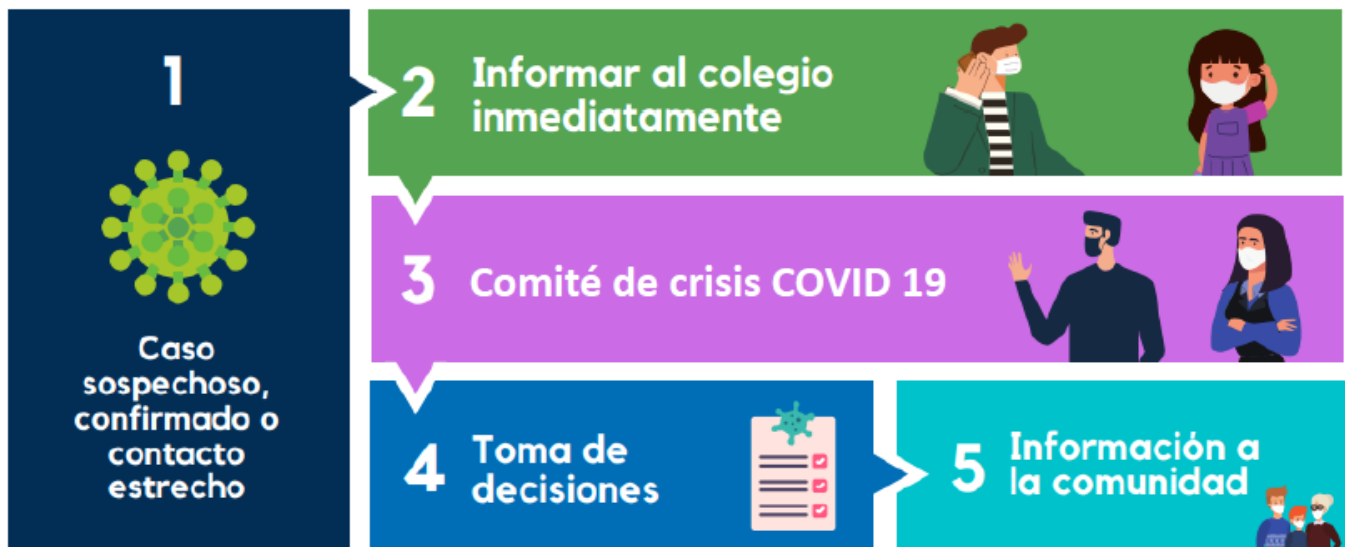 1
Caso
sospechoso,
confirmado o
contacto
estrecho
2
Informar al colegio
inmediatamente
3
Comité de crisis COVID 19
4
Toma de
decisiones
5
Información a
la comunidad